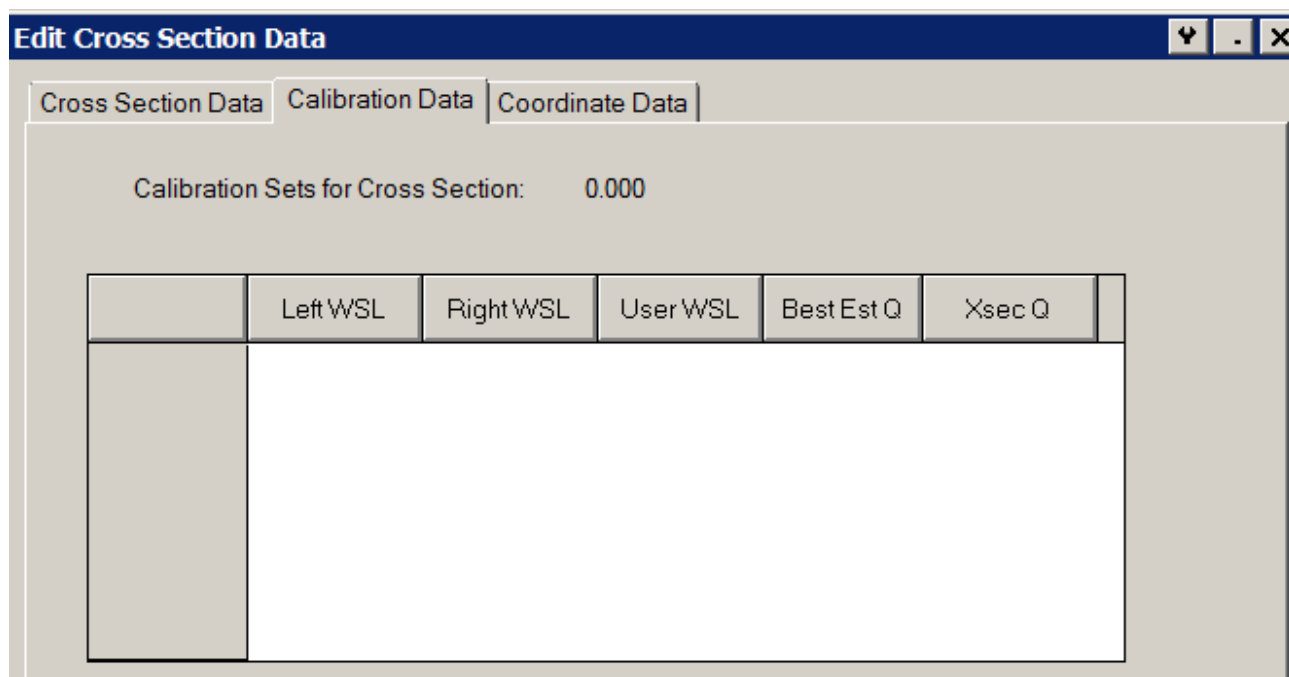 Edit Cross Section Data
Cross Section Data Calibration Data Coordinate Data
Calibration Sets for Cross Section: 0.000
Left WSL Right WSL User WSL Best Est Q Xsec Q